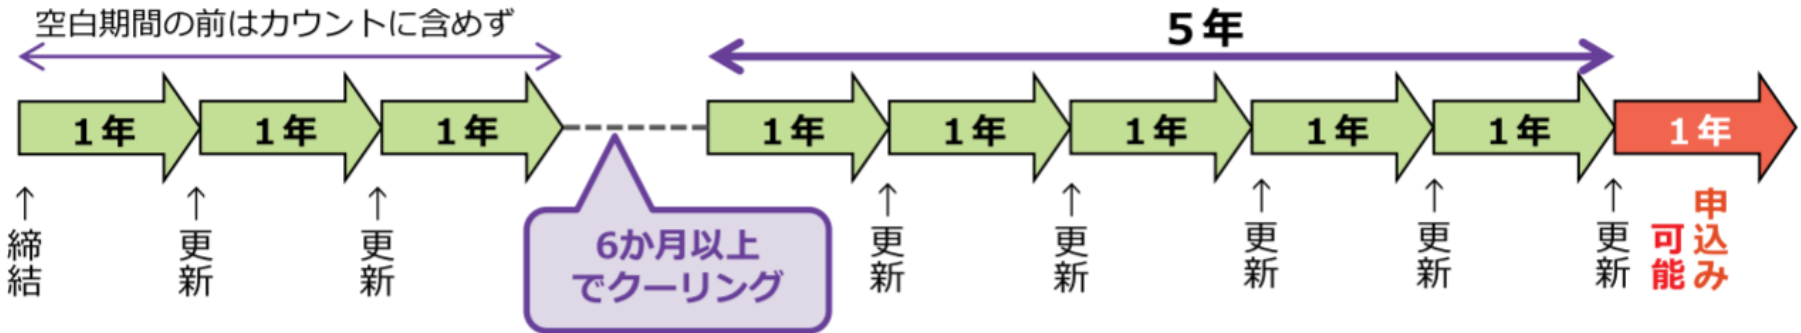 空白期間の前はカウントに含めず
5年
1年
1年
1年
1年
1年
1年
1年
1年
1年
↑締結
↑更新
↑更新
6か月以上
でクーリング
↑更新
↑更新
↑更新
↑更新
↑更新
申込み
可能